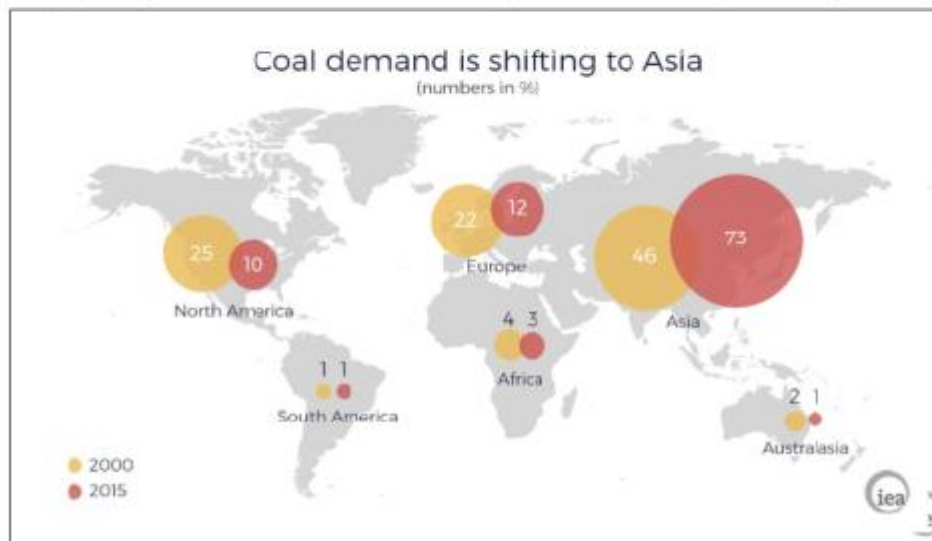 Coal demand is shifting to Asia
(numbers in %)
25
10
North America
22
12
Europe
46
73
Asia
4 3
Africa
1 1
South America
2 1
Australasia
2000
2015
iea